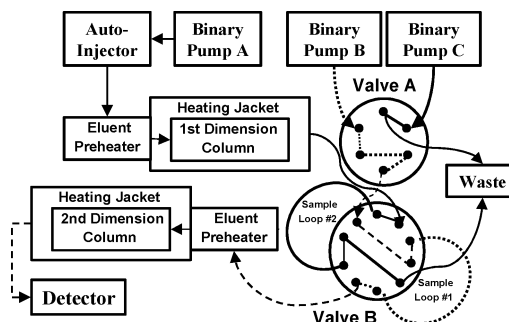 Auto-
Injector
Binary
Pump A
Binary
Pump B
Binary
Pump C
Valve A
Heating Jacket
Eluent
Preheater
1st Dimension
Column
Waste
Heating Jacket
2nd Dimension
Column
Eluent
Preheater
Sample
Loop #2
Sample
Loop #1
Detector
Valve B